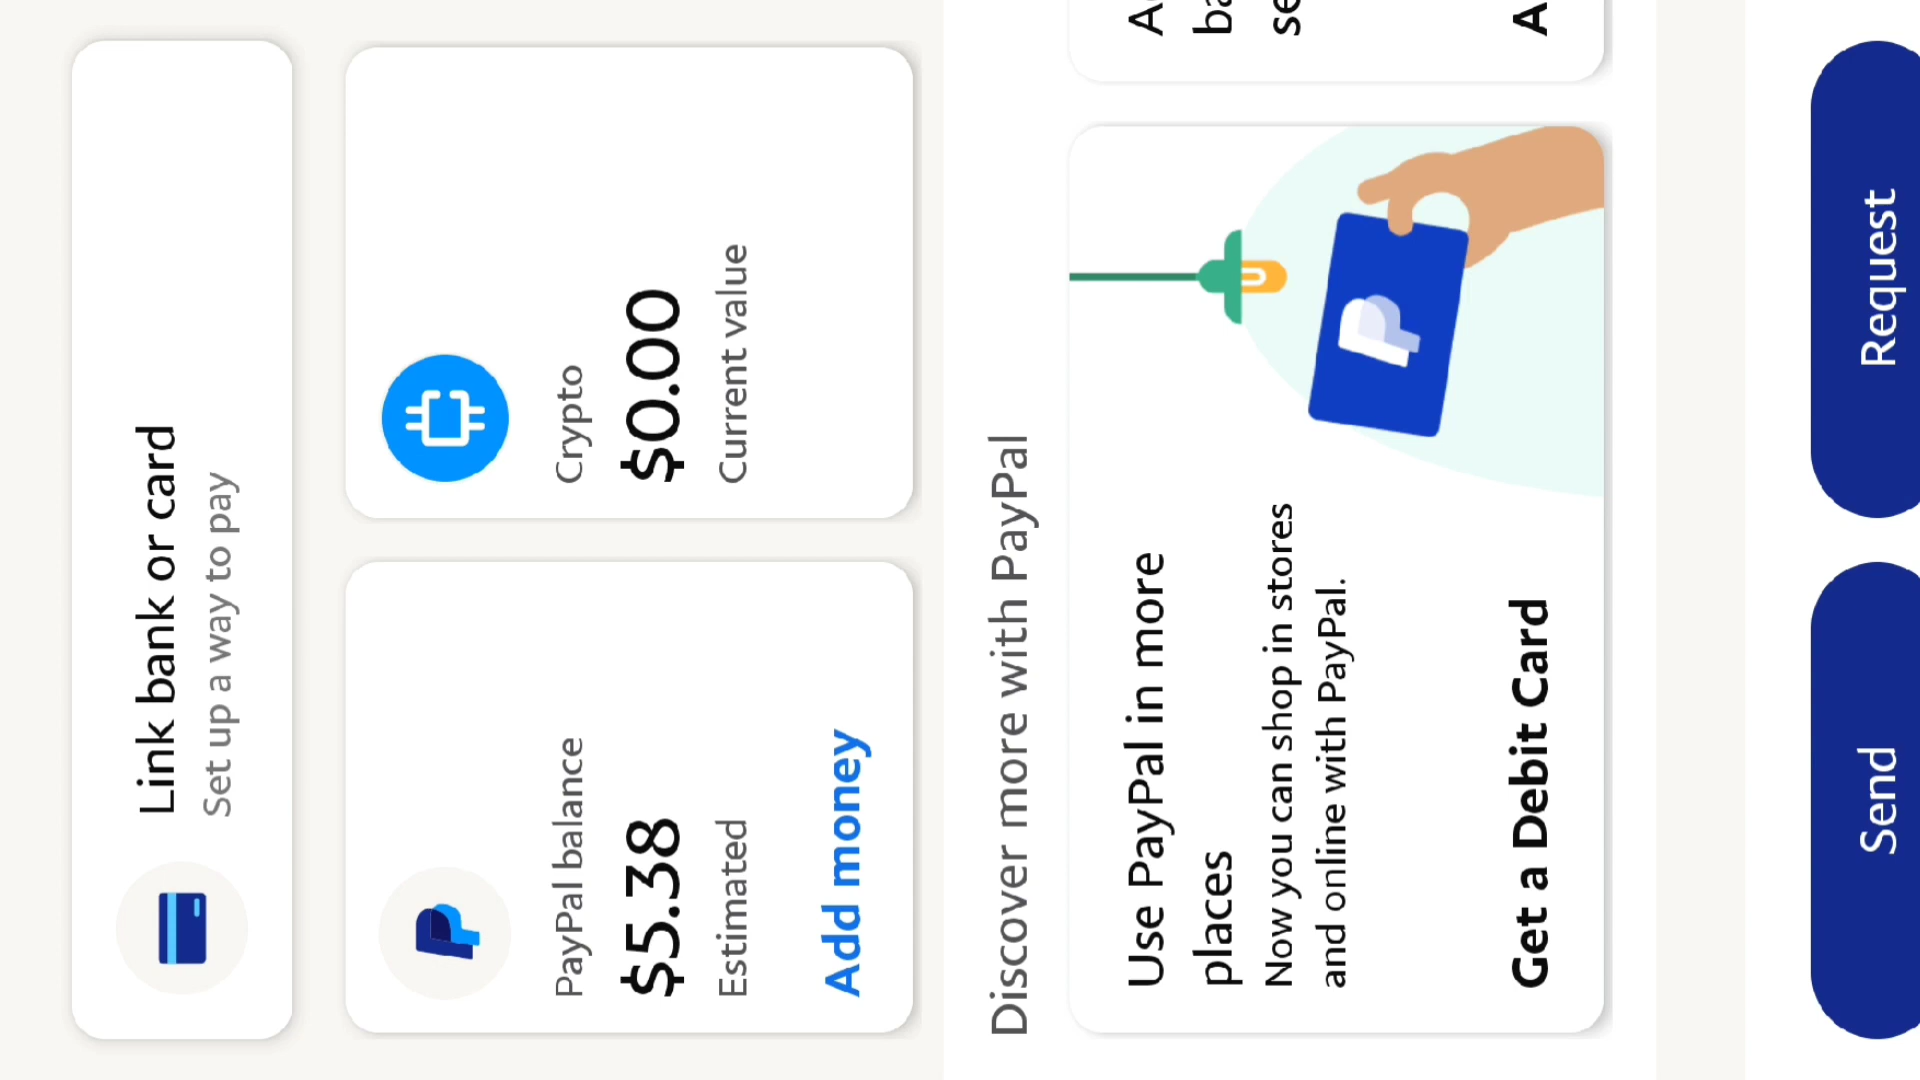 Link bank or card
Set up a way to pay
PayPal balance
$5.38
Estimated
Add money
Crypto
$0.00
Current value
Discover more with PayPal
Use PayPal in more
places
Now you can shop in stores
and online with PayPal.
Get a Debit Card
Send
Request